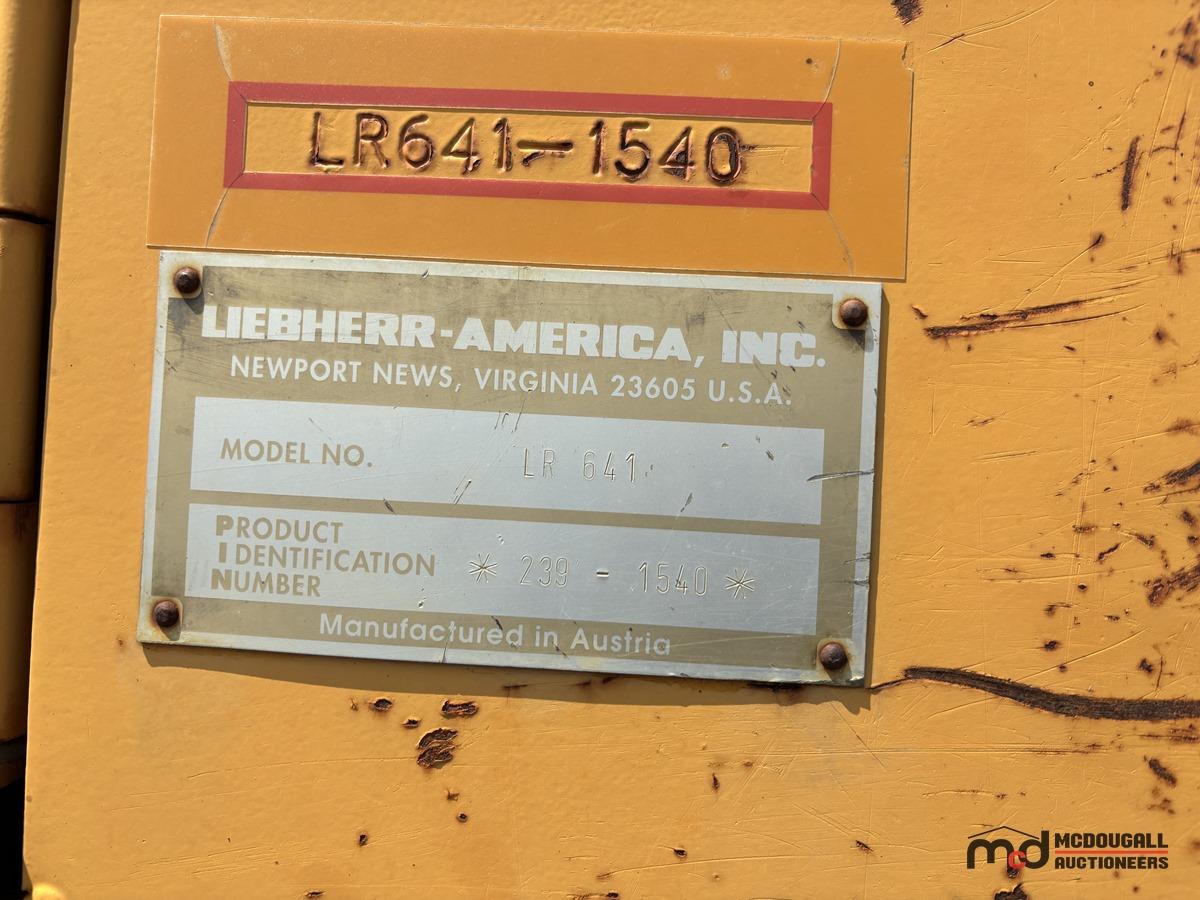 LR641-1540
LIEBHERR-AMERICA, INC.
NEWPORT NEWS, VIRGINIA 23605 U.S.A.
MODEL NO. LR 641
PRODUCT
IDENTIFICATION
NUMBER
* 239 - 1540 *
Manufactured in Austria
mcd MCDOUGALL
AUCTIONEERS